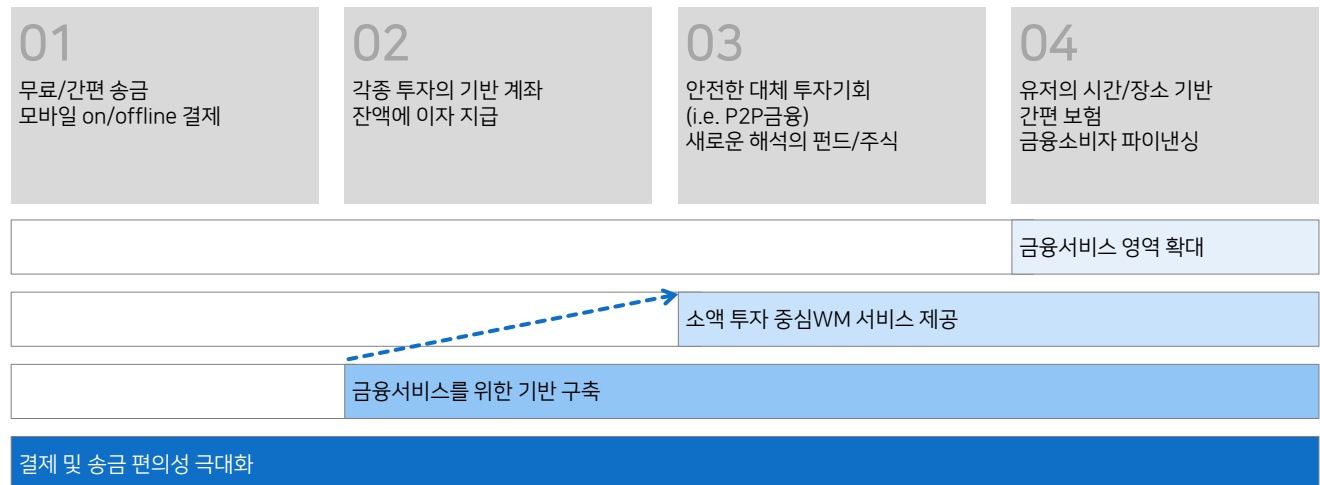 01
무료/간편 송금
모바일 on/offline 결제
02
각종 투자의 기반 계좌
잔액에 이자 지급
03
안전한 대체 투자기회
(i.e. P2P금융)
새로운 해석의 펀드/주식
04
유저의 시간/장소 기반
간편 보험
금융소비자 파이낸싱
금융서비스 영역 확대
소액 투자 중심WM 서비스 제공
금융서비스를 위한 기반 구축
결제 및 송금 편의성 극대화